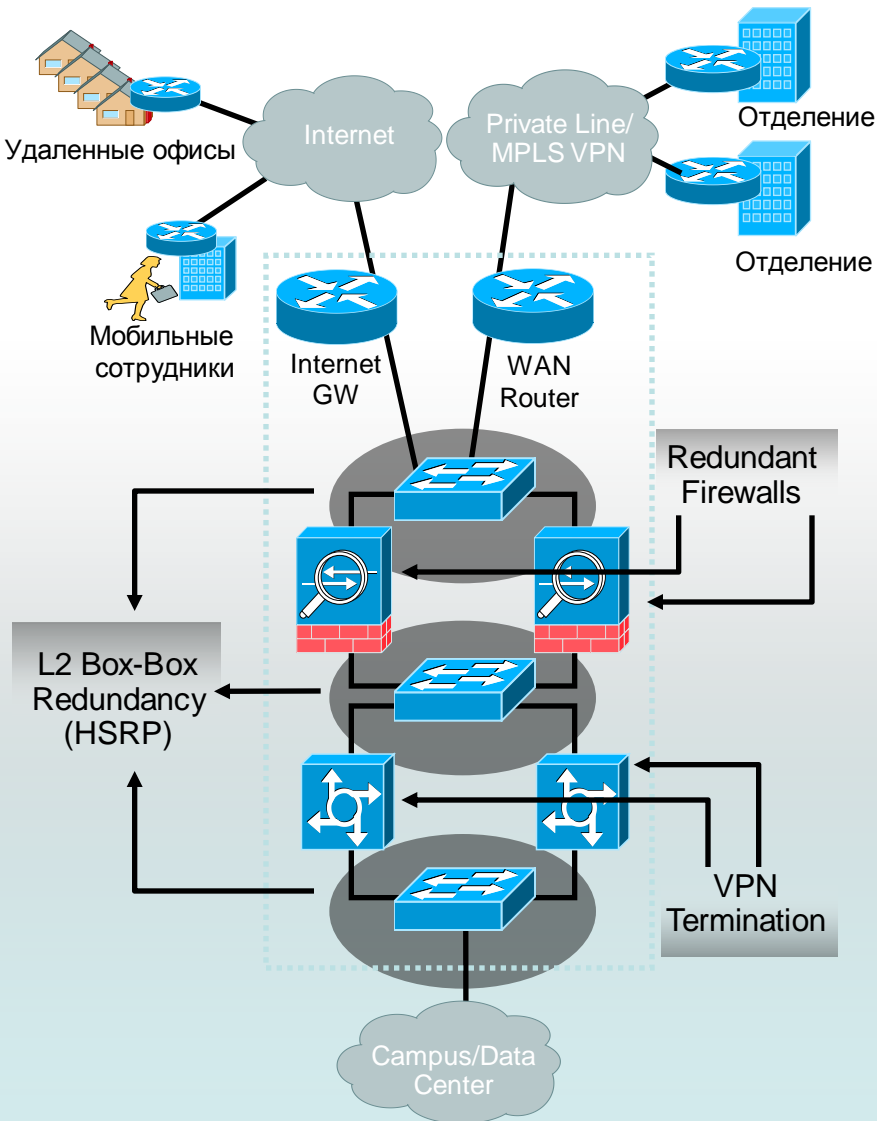 Internet
Private Line/
MPLS VPN
Отделение
Удаленные офисы
Отделение
Мобильные
сотрудники
Internet
GW
WAN
Router
Redundant
Firewalls
L2 Box-Box
Redundancy
(HSRP)
VPN
Termination
Campus/Data
Center